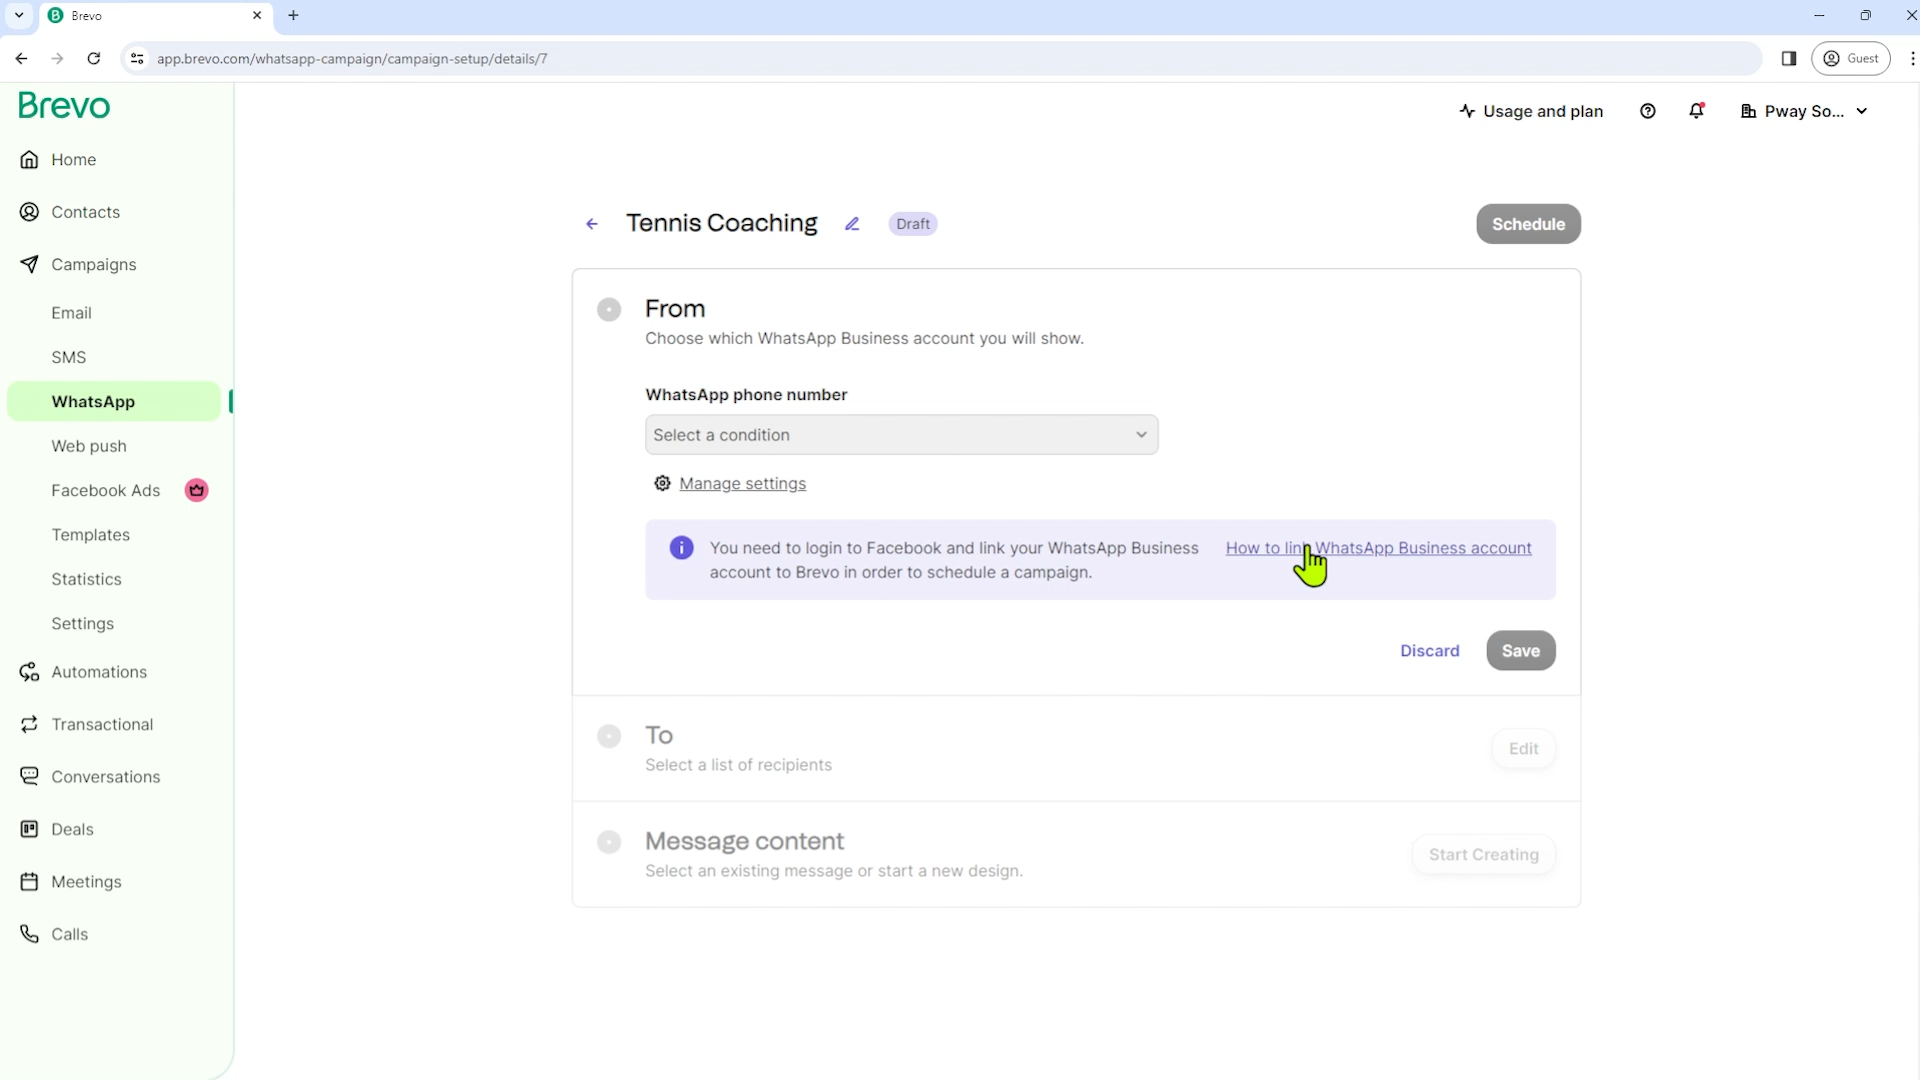 Brevo
app.brevo.com/whatsapp-campaign/campaign-setup/details/7
Guest
Brevo
Usage and plan
Pway So...
Home
Contacts
Campaigns
Email
SMS
WhatsApp
Web push
Facebook Ads
Templates
Statistics
Settings
Automations
Transactional
Conversations
Deals
Meetings
Calls
Tennis Coaching
Draft
Schedule
From
Choose which WhatsApp Business account you will show.
WhatsApp phone number
Select a condition
Manage settings
You need to login to Facebook and link your WhatsApp Business
account to Brevo in order to schedule a campaign.
How to link WhatsApp Business account
Discard
Save
To
Select a list of recipients
Edit
Message content
Select an existing message or start a new design.
Start Creating